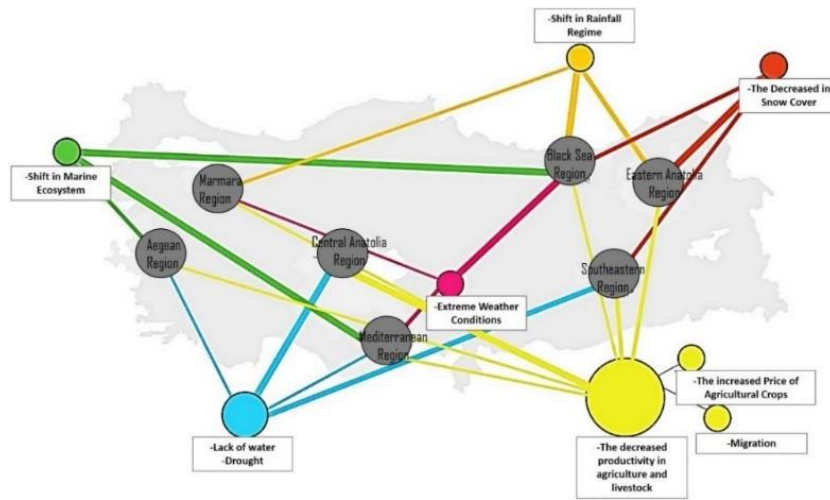 -Shift in Rainfall
Regime
-The Decreased in
Snow Cover
-Shift in Marine
Ecosystem
Marmara
Region
Black Sea
Region
Eastern Anatolia
Region
Aegean
Region
Central Anatolia
Region
Southeastern
Region
-Extreme Weather
Conditions
Mediterranean
Region
-The increased Price of
Agricultural Crops
-Lack of water
-Drought
-Migration
-The decreased
productivity in
agriculture and
livestock